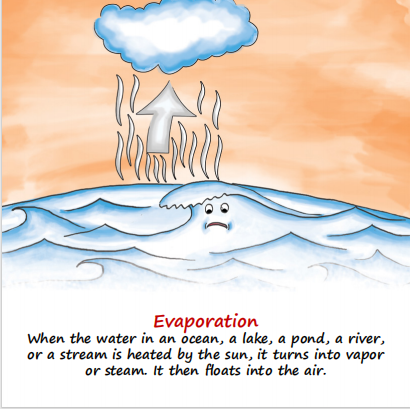 Evaporation
When the water in an ocean, a lake, a pond, a river,
or a stream is heated by the sun, it turns into vapor
or steam. It then floats into the air.